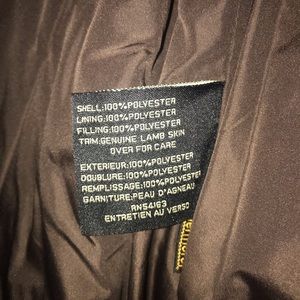 SHELL:100%POLYESTER
LINING:100%POLYESTER
FILLING:100%POLYESTER
TRIM:GENUINE LAMB SKIN
OVER FOR CARE
EXTERIEUR:100%POLYESTER
DOUBLURE:100%POLYESTER
REMPLISSAGE:100%POLYESTER
GARNITURE:PEAU D'AGNEAU
RN54163
ENTRETIEN AU VERSO